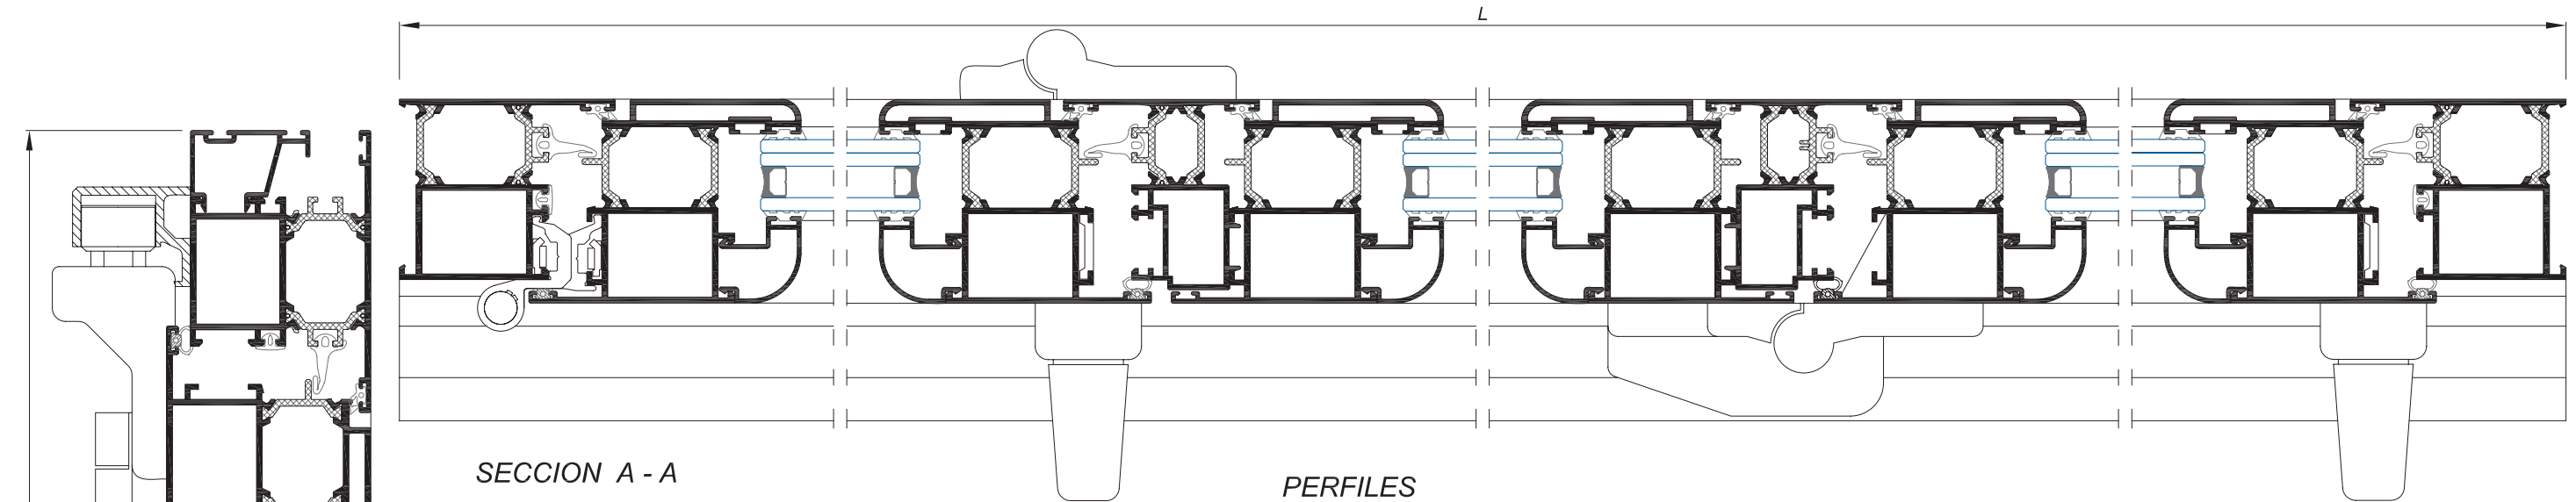 L
SECCION A - A
PERFILES